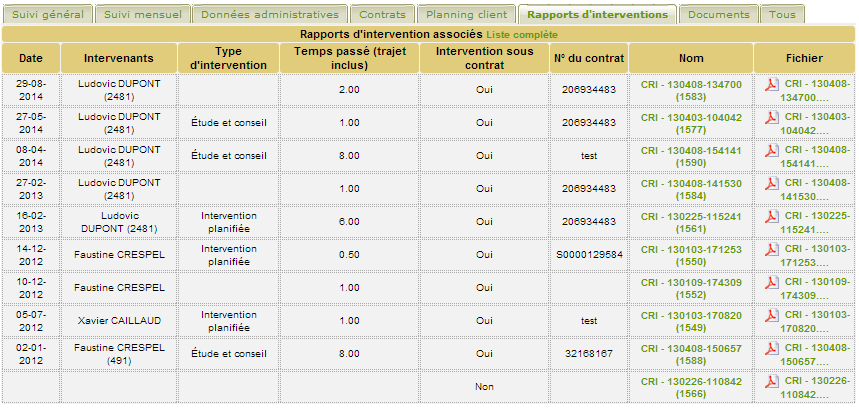 Suivi général Suivi mensuel Données administratives Contrats Planning client Rapports d'interventions Documents Tous
Rapports d'intervention associés Liste complète
Date Intervenants Type d'intervention Temps passé (trajet inclus) Intervention sous contrat N° du contrat Nom Fichier
29-08-2014 Ludovic DUPONT (2481) 2.00 Oui 206934483 CRI - 130408-134700 (1583) CRI - 130408-134700....
27-05-2014 Ludovic DUPONT (2481) Étude et conseil 1.00 Oui 206934483 CRI - 130403-104042 (1577) CRI - 130403-104042....
08-04-2014 Ludovic DUPONT (2481) Étude et conseil 8.00 Oui test CRI - 130408-154141 (1590) CRI - 130408-154141....
27-02-2013 Ludovic DUPONT (2481) 1.00 Oui 206934483 CRI - 130408-141530 (1584) CRI - 130408-141530....
16-02-2013 Ludovic DUPONT (2481) Intervention planifiée 6.00 Oui 206934483 CRI - 130225-115241 (1561) CRI - 130225-115241....
14-12-2012 Faustine CRESPEL Intervention planifiée 0.50 Oui S0000129584 CRI - 130103-171253 (1550) CRI - 130103-171253....
10-12-2012 Faustine CRESPEL 1.00 Oui CRI - 130109-174309 (1552) CRI - 130109-174309....
05-07-2012 Xavier CAILLAUD Intervention planifiée 1.00 Oui test CRI - 130103-170820 (1549) CRI - 130103-170820....
02-01-2012 Faustine CRESPEL (491) Étude et conseil 8.00 Oui 32168167 CRI - 130408-150657 (1588) CRI - 130408-150657....
Non CRI - 130226-110842 (1566) CRI - 130226-110842....